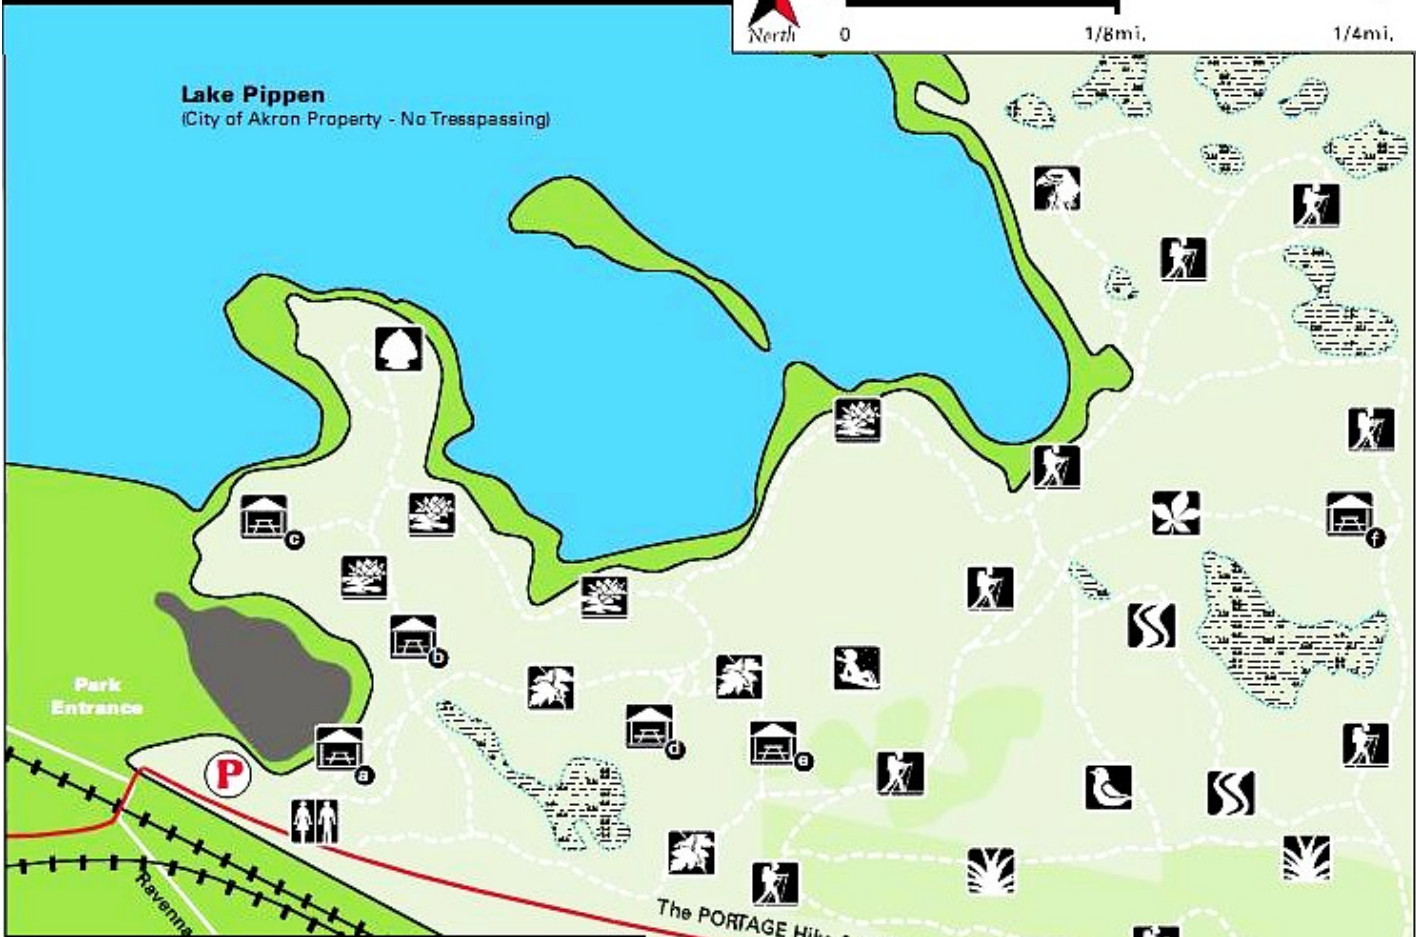 North
0
1/8mi.
1/4mi.
Lake Pippen
(City of Akron Property - No Tresspassing)
c
b
f
Park
Entrance
d
e
a
P
Ravenna
The PORTAGE Hike